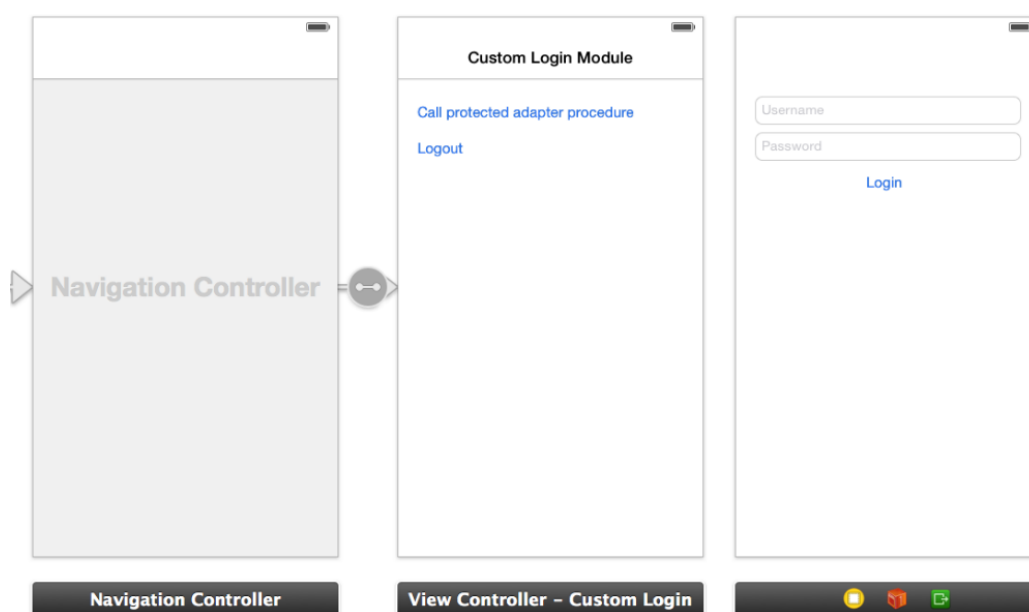 Custom Login Module
Call protected adapter procedure
Logout
Username
Password
Login
Navigation Controller
Navigation Controller
View Controller – Custom Login